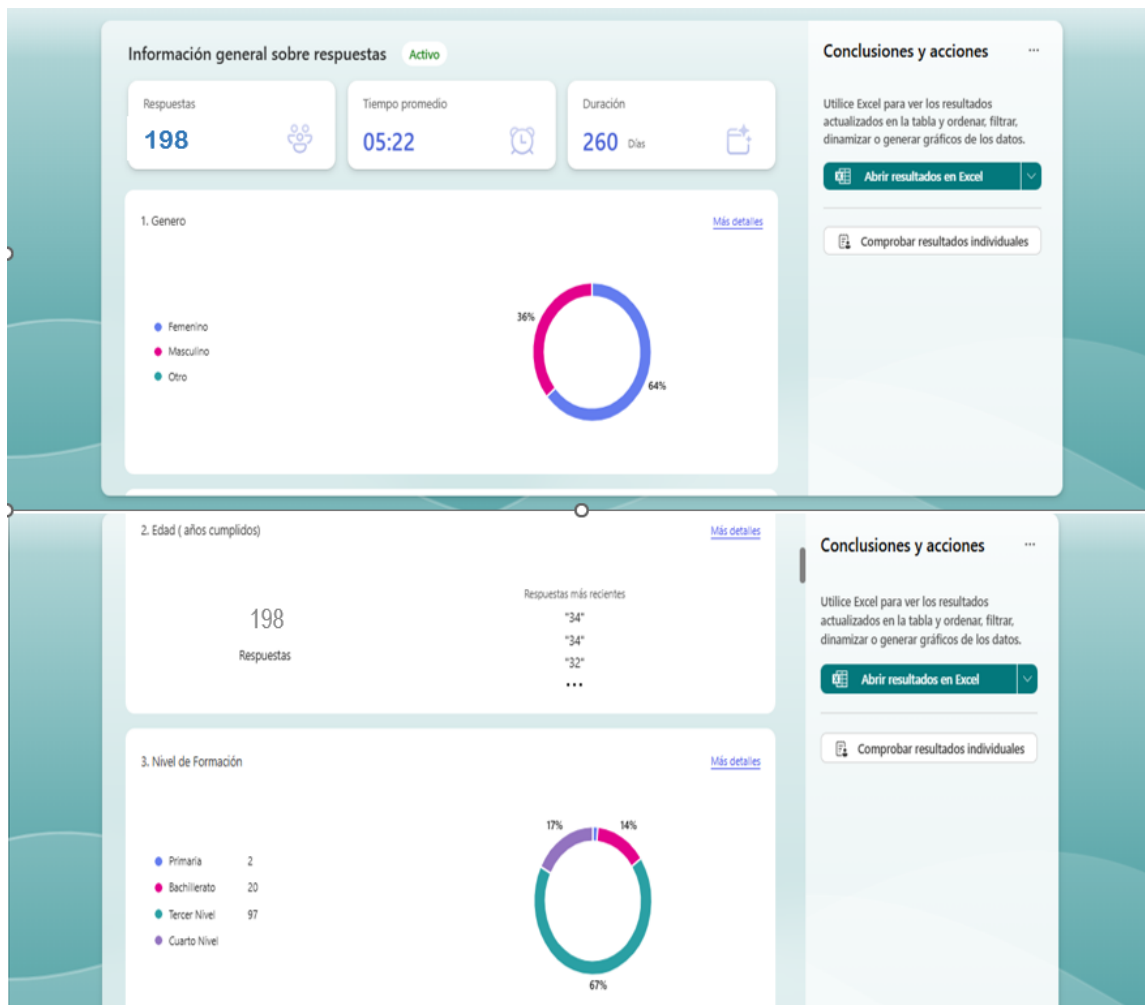 Información general sobre respuestas Activo
Respuestas
198
Tiempo promedio
05:22
Duración
260 Días
1. Genero
Más detalles
Femenino
Masculino
Otro
36%
64%
Conclusiones y acciones ...
Utilice Excel para ver los resultados
actualizados en la tabla y ordenar, filtrar,
dinamizar o generar gráficos de los datos.
Abrir resultados en Excel
Comprobar resultados individuales
2. Edad ( años cumplidos)
Más detalles
198
Respuestas
Respuestas más recientes
"34"
"34"
"32"
...
3. Nivel de Formación
Más detalles
Primaria 2
Bachillerato 20
Tercer Nivel 97
Cuarto Nivel
17%
14%
67%
Conclusiones y acciones ...
Utilice Excel para ver los resultados
actualizados en la tabla y ordenar, filtrar,
dinamizar o generar gráficos de los datos.
Abrir resultados en Excel
Comprobar resultados individuales